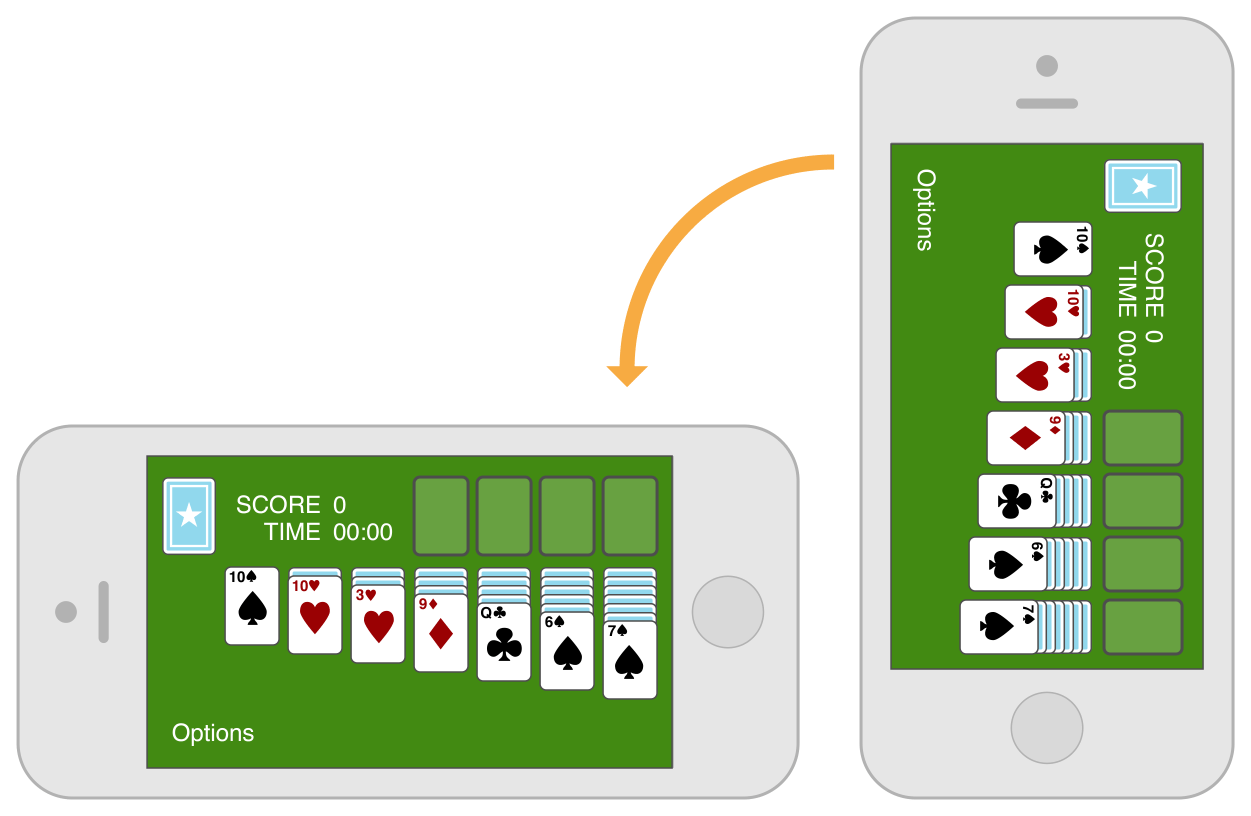 SCORE 0
TIME 00:00
10♠
10♥
3♥
9♦
Q♣
6♠
7♠
Options
Options
10♠
SCORE 0
TIME 00:00
10♥
3♥
9♦
Q♣
6♠
7♠